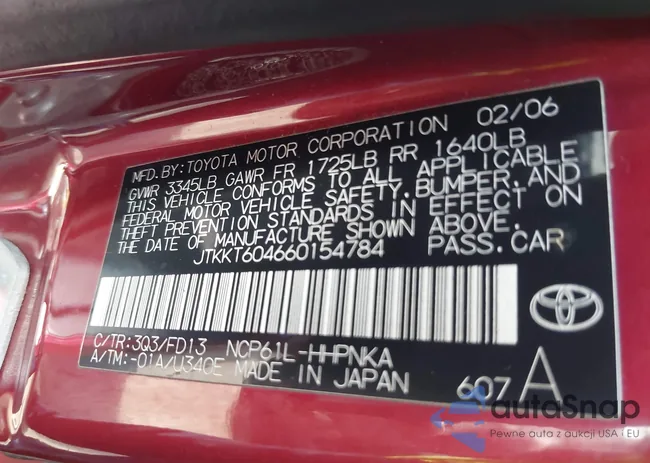 MFD. BY: TOYOTA MOTOR CORPORATION 02/06
GVWR 3345LB GAWR FR 1725LB RR 1640LB
THIS VEHICLE CONFORMS TO ALL APPLICABLE
FEDERAL MOTOR VEHICLE SAFETY, BUMPER, AND
THEFT PREVENTION STANDARDS IN EFFECT ON
THE DATE OF MANUFACTURE SHOWN ABOVE.
JTKKT604660154784 PASS. CAR
C/TR: 3Q3/FD13 NCP61L-HHPNKA
A/TM: -01A/U340E MADE IN JAPAN
607 A
autaSnap
Pewne auta z aukcji USA i EU